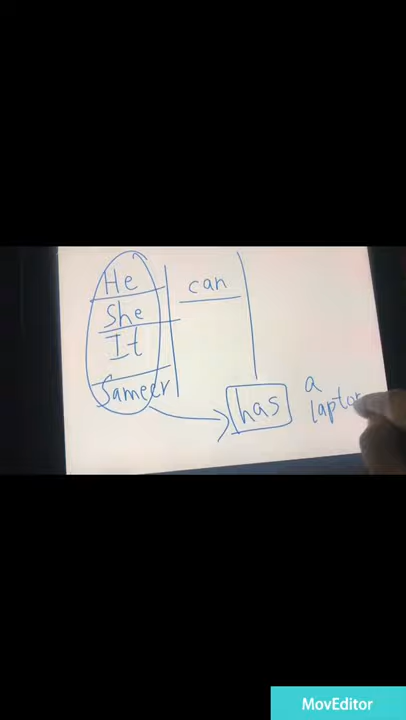 He can
She
It
Sameer
has
a
laptop
MovEditor